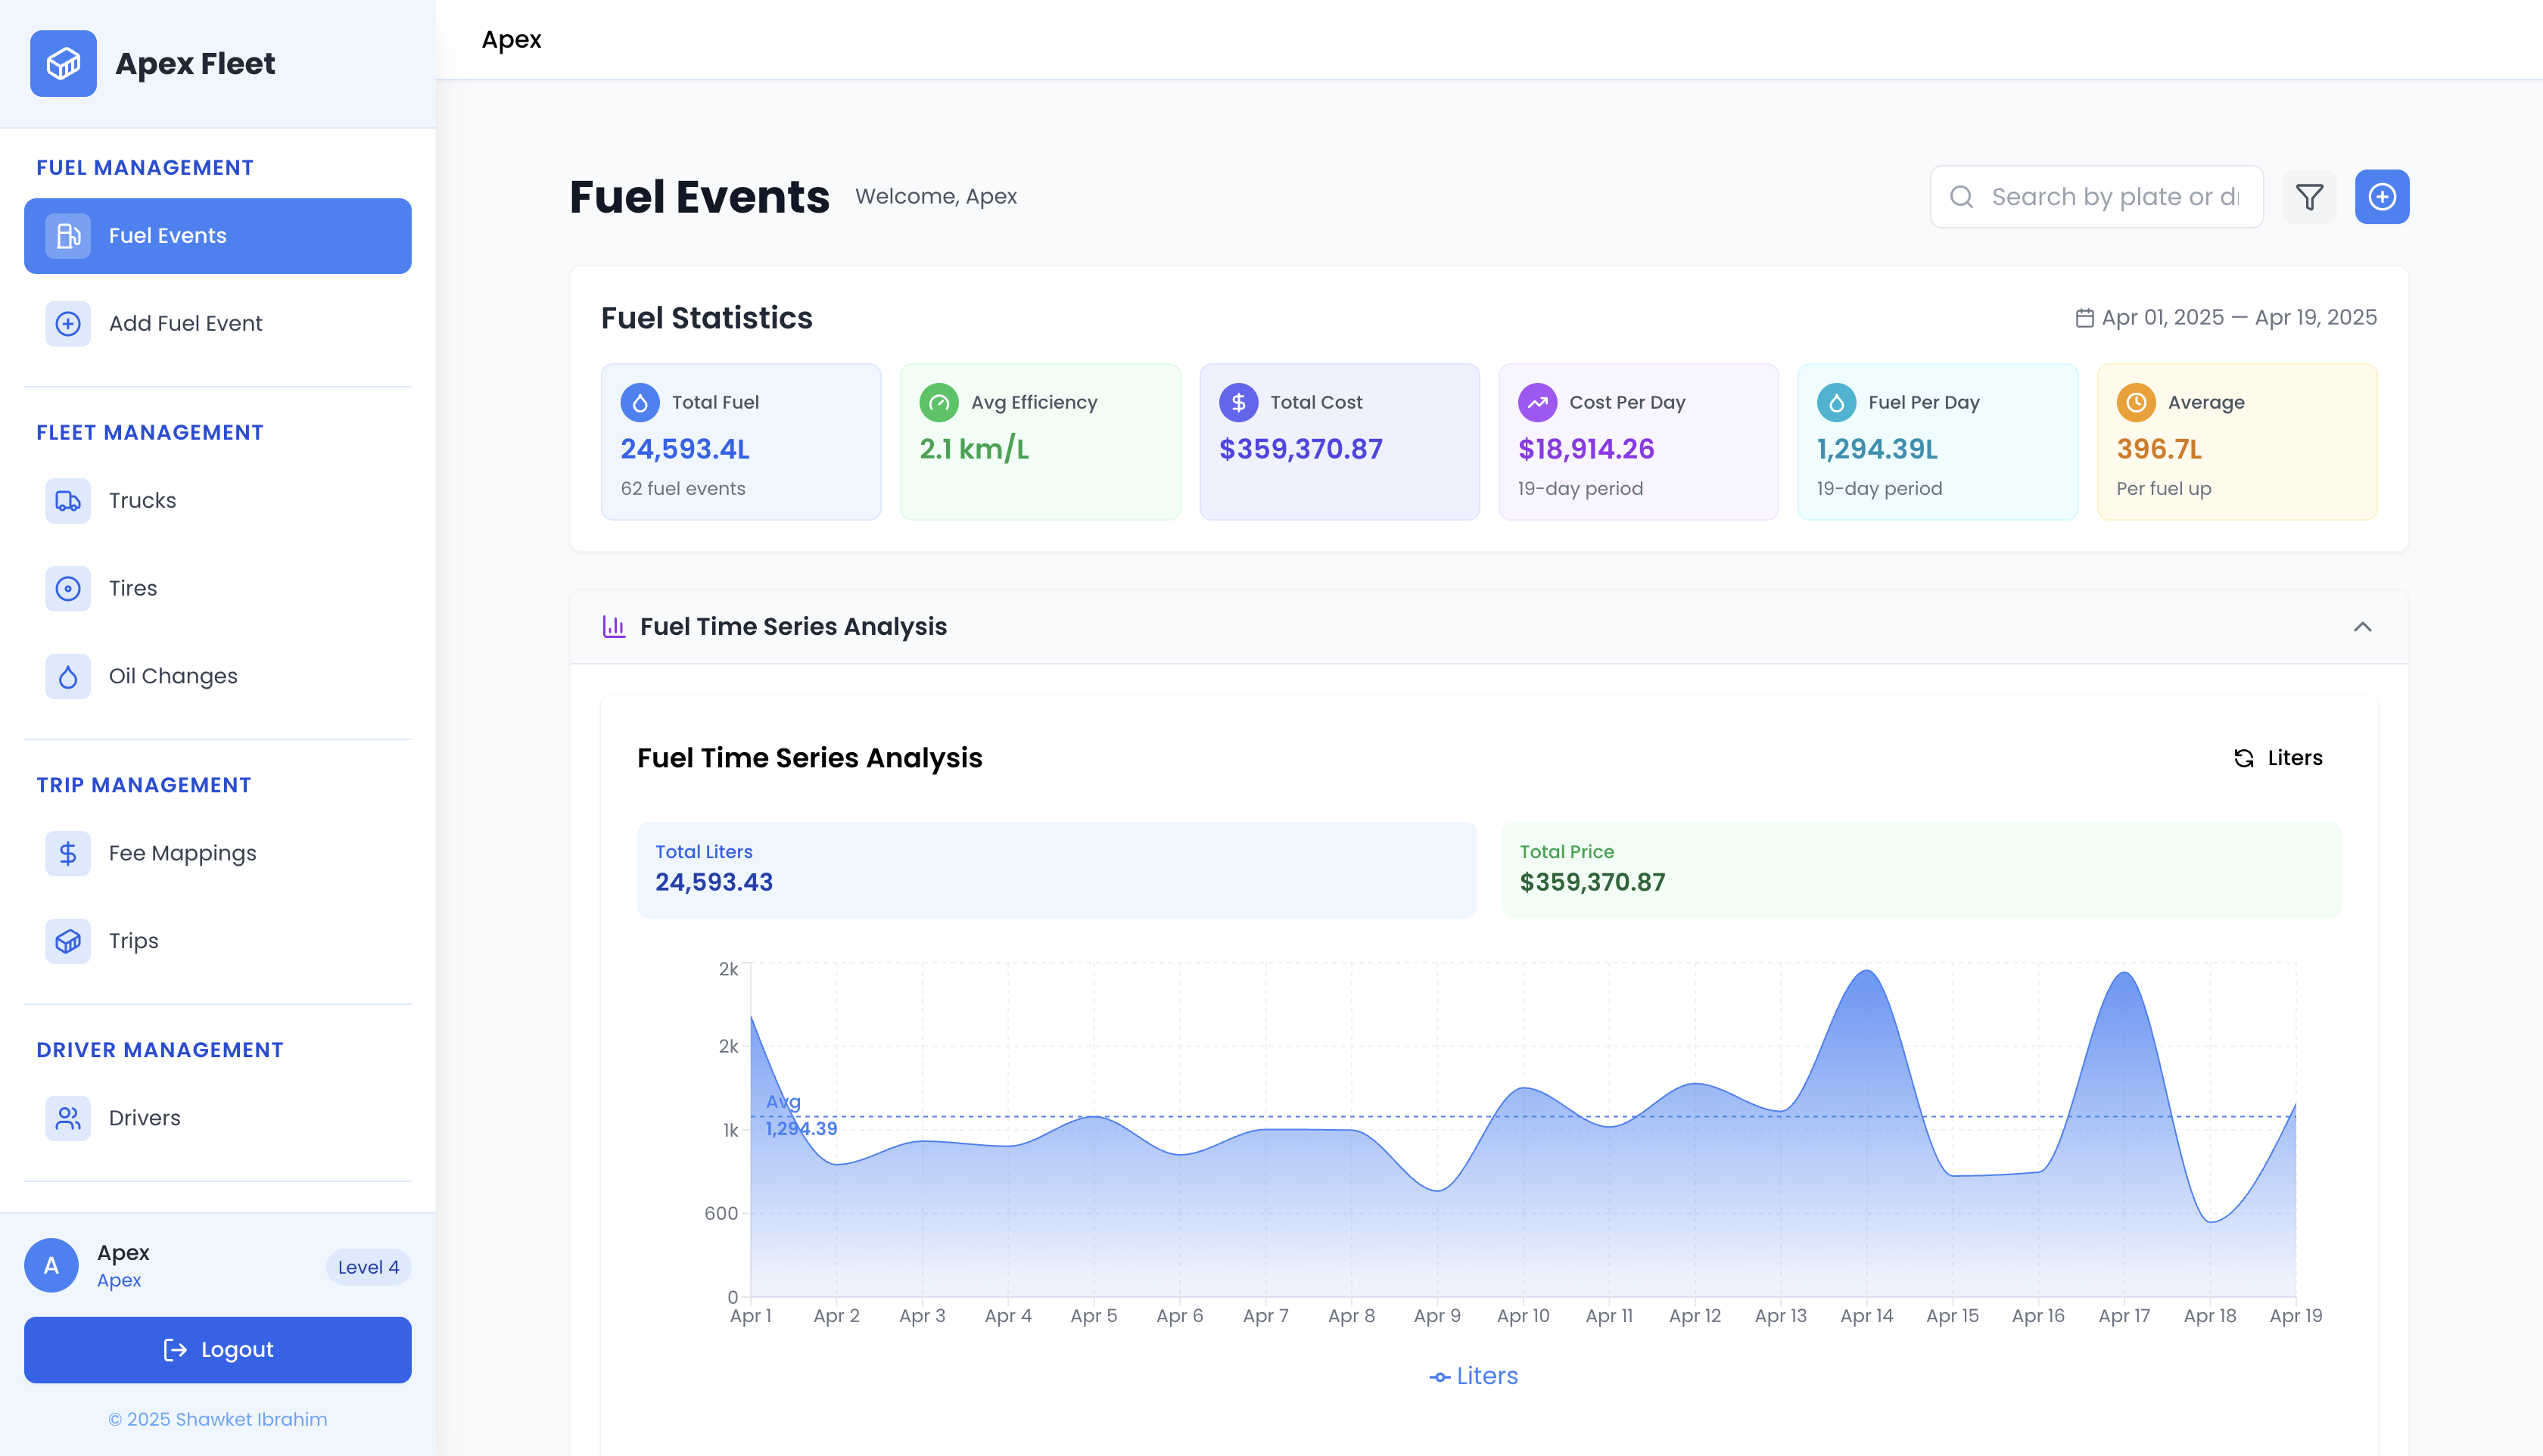 Apex Fleet
FUEL MANAGEMENT
Fuel Events
Add Fuel Event
FLEET MANAGEMENT
Trucks
Tires
Oil Changes
TRIP MANAGEMENT
Fee Mappings
Trips
DRIVER MANAGEMENT
Drivers
A
Apex
Apex
Level 4
Logout
© 2025 Shawket Ibrahim
Apex
Fuel Events
Welcome, Apex
Search by plate or
Fuel Statistics
Apr 01, 2025 — Apr 19, 2025
Total Fuel
24,593.4L
62 fuel events
Avg Efficiency
2.1 km/L
Total Cost
$359,370.87
Cost Per Day
$18,914.26
19-day period
Fuel Per Day
1,294.39L
19-day period
Average
396.7L
Per fuel up
Fuel Time Series Analysis
Fuel Time Series Analysis
Liters
Total Liters
24,593.43
Total Price
$359,370.87
2k
2k
1k
600
0
Avg
1,294.39
Apr 1 Apr 2 Apr 3 Apr 4 Apr 5 Apr 6 Apr 7 Apr 8 Apr 9 Apr 10 Apr 11 Apr 12 Apr 13 Apr 14 Apr 15 Apr 16 Apr 17 Apr 18 Apr 19
Liters